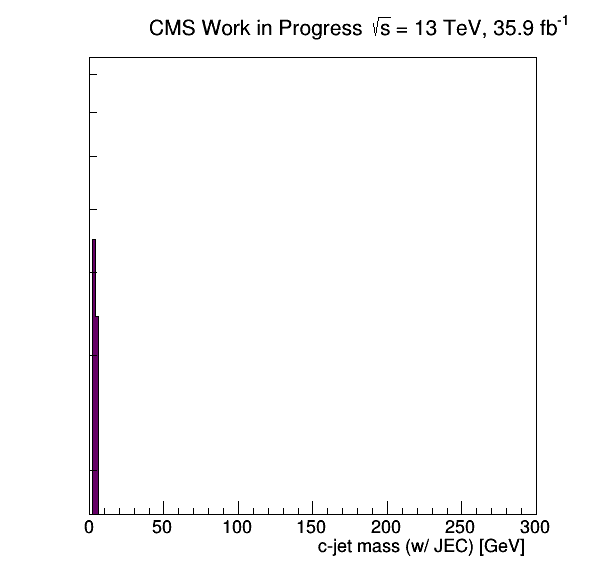 CMS Work in Progress √s = 13 TeV, 35.9 fb⁻¹
0 50 100 150 200 250 300
c-jet mass (w/ JEC) [GeV]